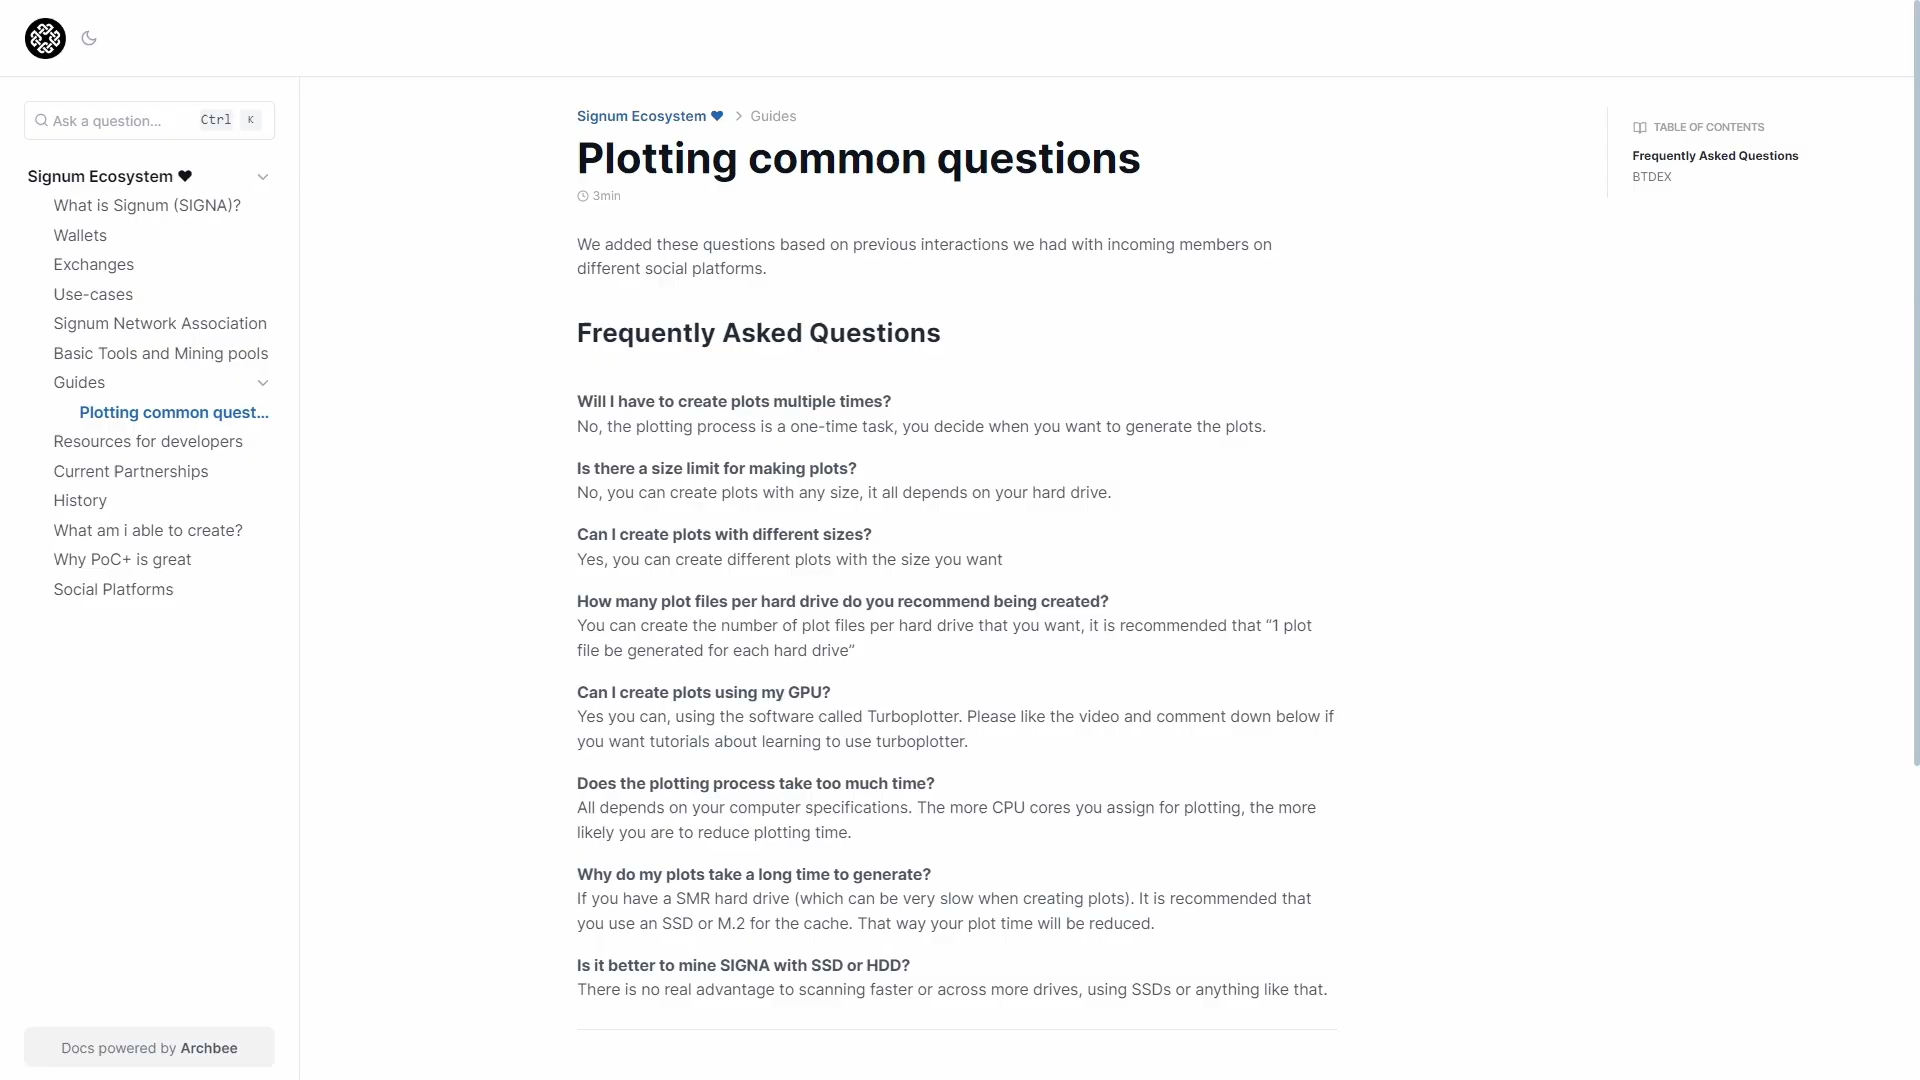 Ask a question... Ctrl K
Signum Ecosystem ♥
What is Signum (SIGNA)?
Wallets
Exchanges
Use-cases
Signum Network Association
Basic Tools and Mining pools
Guides
Plotting common quest...
Resources for developers
Current Partnerships
History
What am i able to create?
Why PoC+ is great
Social Platforms
Docs powered by Archbee
Signum Ecosystem ♥ > Guides
Plotting common questions
3min
We added these questions based on previous interactions we had with incoming members on
different social platforms.
Frequently Asked Questions
Will I have to create plots multiple times?
No, the plotting process is a one-time task, you decide when you want to generate the plots.
Is there a size limit for making plots?
No, you can create plots with any size, it all depends on your hard drive.
Can I create plots with different sizes?
Yes, you can create different plots with the size you want
How many plot files per hard drive do you recommend being created?
You can create the number of plot files per hard drive that you want, it is recommended that “1 plot
file be generated for each hard drive”
Can I create plots using my GPU?
Yes you can, using the software called Turboplotter. Please like the video and comment down below if
you want tutorials about learning to use turboplotter.
Does the plotting process take too much time?
All depends on your computer specifications. The more CPU cores you assign for plotting, the more
likely you are to reduce plotting time.
Why do my plots take a long time to generate?
If you have a SMR hard drive (which can be very slow when creating plots). It is recommended that
you use an SSD or M.2 for the cache. That way your plot time will be reduced.
Is it better to mine SIGNA with SSD or HDD?
There is no real advantage to scanning faster or across more drives, using SSDs or anything like that.
TABLE OF CONTENTS
Frequently Asked Questions
BTDEX